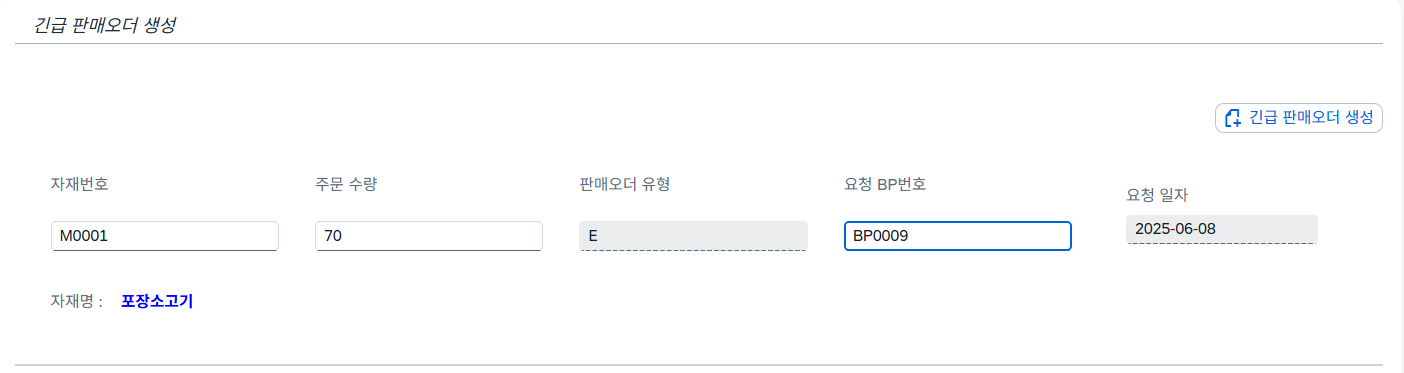 긴급 판매오더 생성
긴급 판매오더 생성
자재번호 주문 수량 판매오더 유형 요청 BP번호 요청 일자
M0001 70 E BP0009 2025-06-08
자재명 : 포장소고기